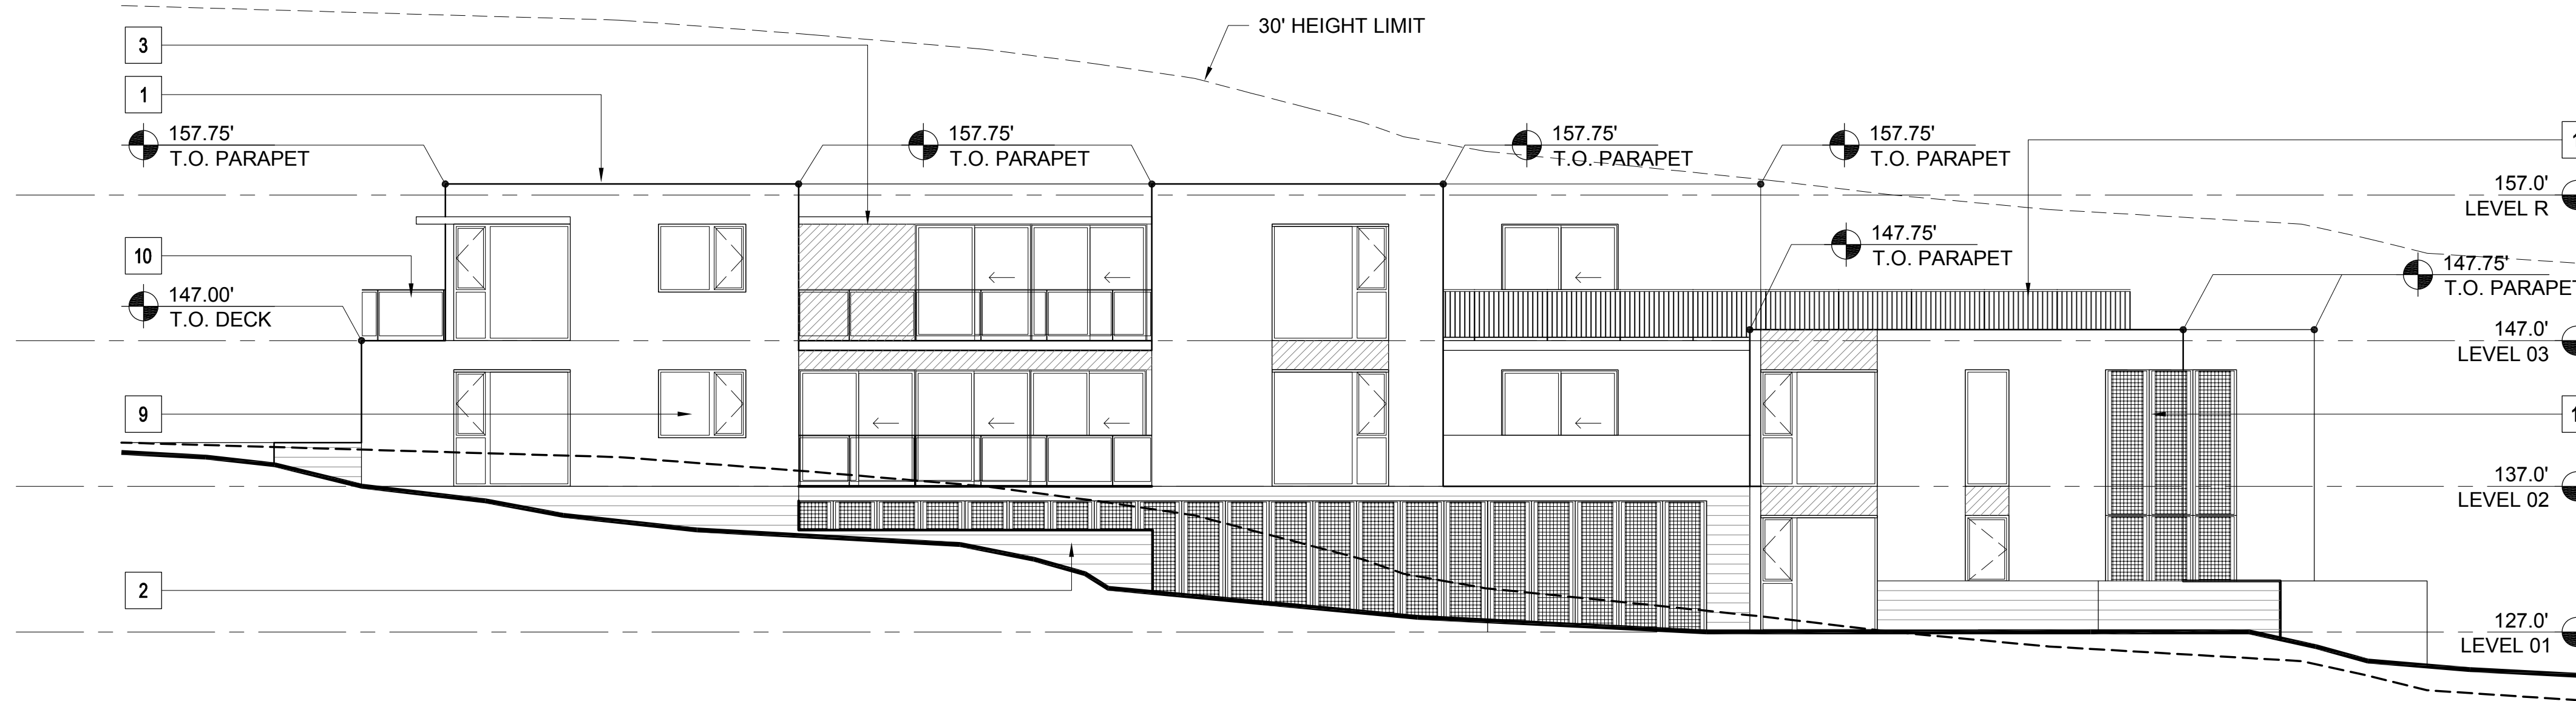 30' HEIGHT LIMIT
3
1
157.75'
T.O. PARAPET
157.75'
T.O. PARAPET
157.75'
T.O. PARAPET
157.75'
T.O. PARAPET
157.0'
LEVEL R
147.75'
T.O. PARAPET
10
147.75'
T.O. PARAPET
147.00'
T.O. DECK
147.0'
LEVEL 03
9
137.0'
LEVEL 02
2
127.0'
LEVEL 01